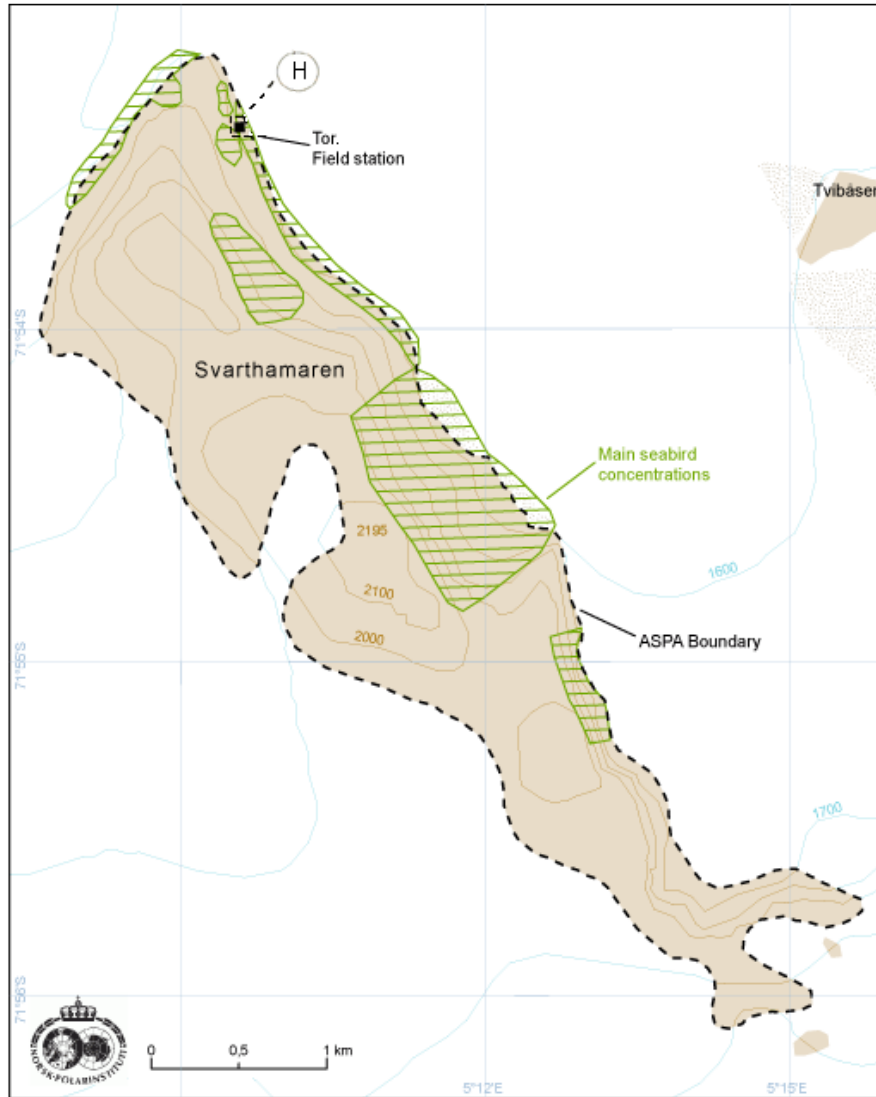 H
Tor.
Field station
Tvibåsen
71°54'S
Svarthamaren
Main seabird
concentrations
2195
1600
2100
2000
ASPA Boundary
71°55'S
1700
71°56'S
NORSK-POLARINSTITUTT
0
0,5
1 km
5°12'E
5°15'E